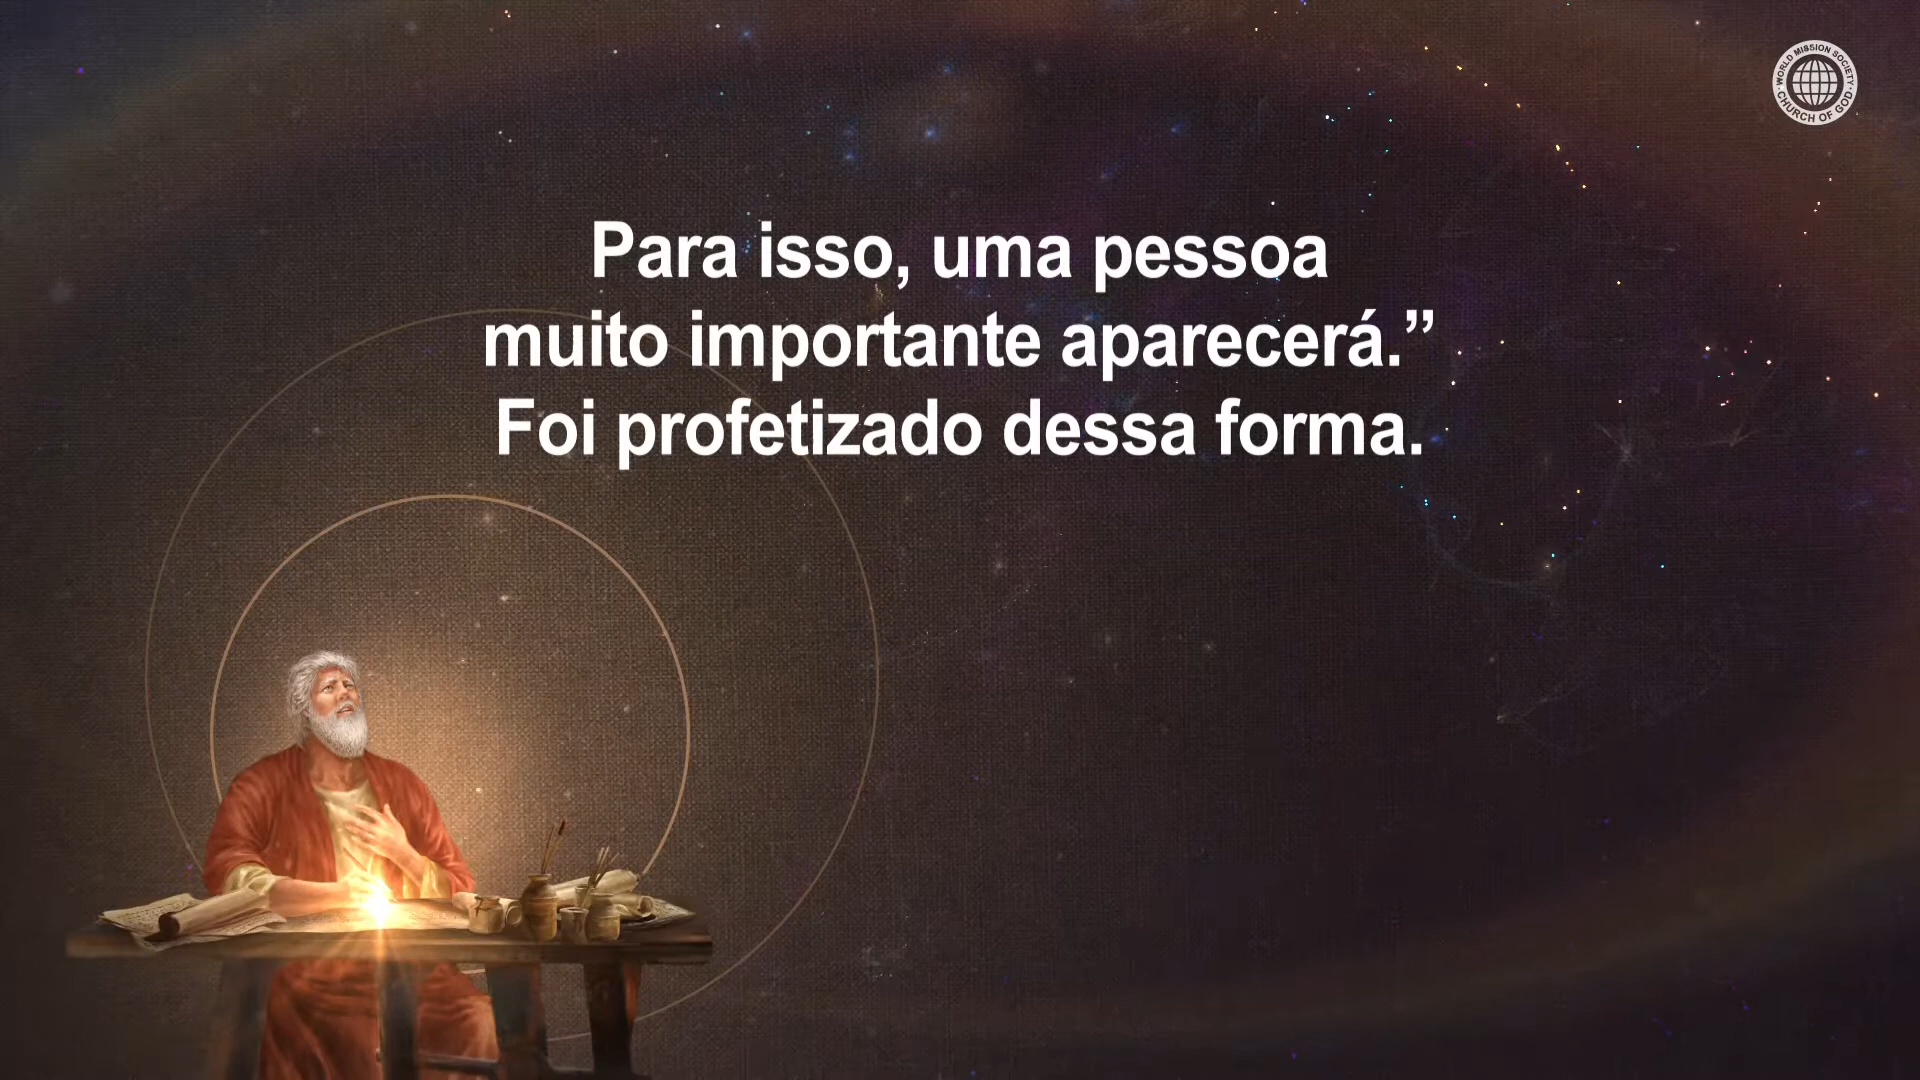 WORLD MISSION SOCIETY
CHURCH OF GOD
Para isso, uma pessoa
muito importante aparecerá.”
Foi profetizado dessa forma.